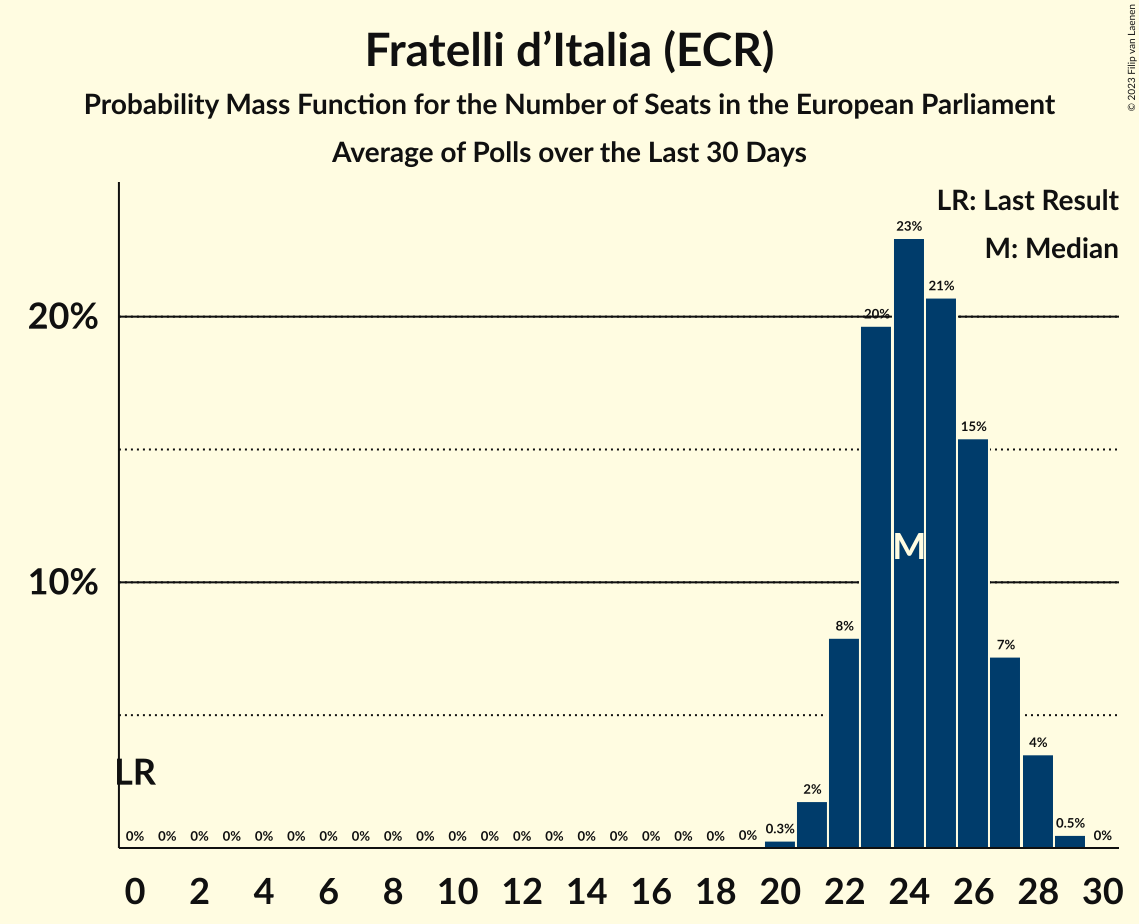 Fratelli d’Italia (ECR)
Probability Mass Function for the Number of Seats in the European Parliament
Average of Polls over the Last 30 Days
© 2023 Filip van Laenen
LR: Last Result
M: Median
20%
10%
LR
M
0% 0% 0% 0% 0% 0% 0% 0% 0% 0% 0% 0% 0% 0% 0% 0% 0% 0% 0% 0% 0.3% 2% 8% 20% 23% 21% 15% 7% 4% 0.5% 0%
0 2 4 6 8 10 12 14 16 18 20 22 24 26 28 30